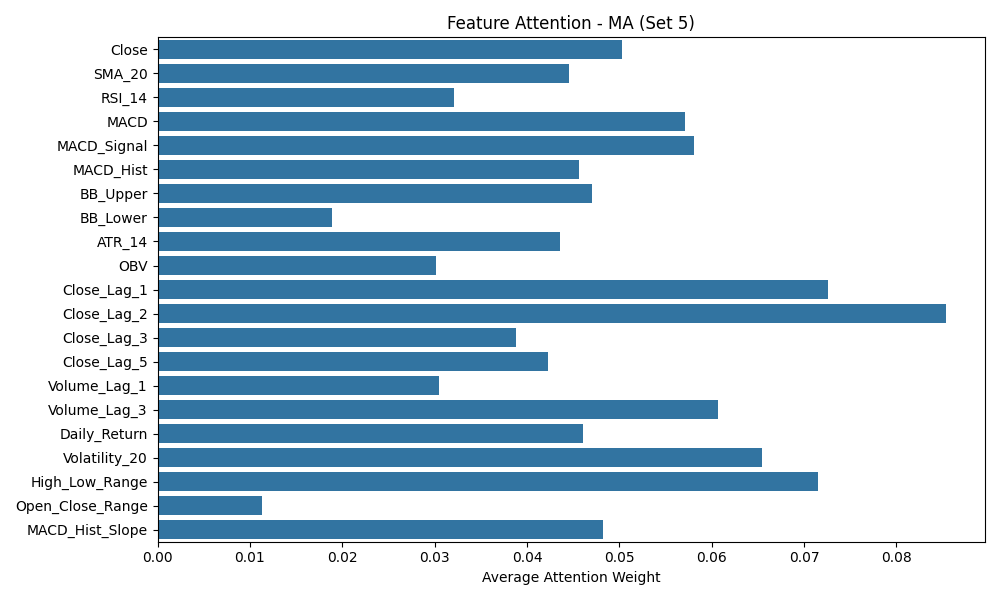 Feature Attention - MA (Set 5)
Close
SMA_20
RSI_14
MACD
MACD_Signal
MACD_Hist
BB_Upper
BB_Lower
ATR_14
OBV
Close_Lag_1
Close_Lag_2
Close_Lag_3
Close_Lag_5
Volume_Lag_1
Volume_Lag_3
Daily_Return
Volatility_20
High_Low_Range
Open_Close_Range
MACD_Hist_Slope
0.00 0.01 0.02 0.03 0.04 0.05 0.06 0.07 0.08
Average Attention Weight